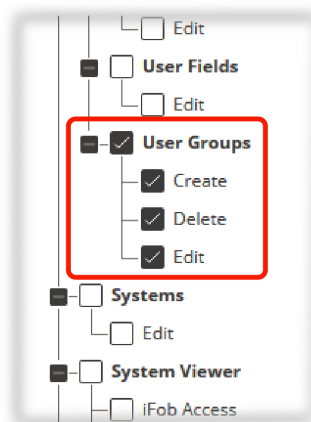 Edit
User Fields
Edit
User Groups
Create
Delete
Edit
Systems
Edit
System Viewer
iFob Access